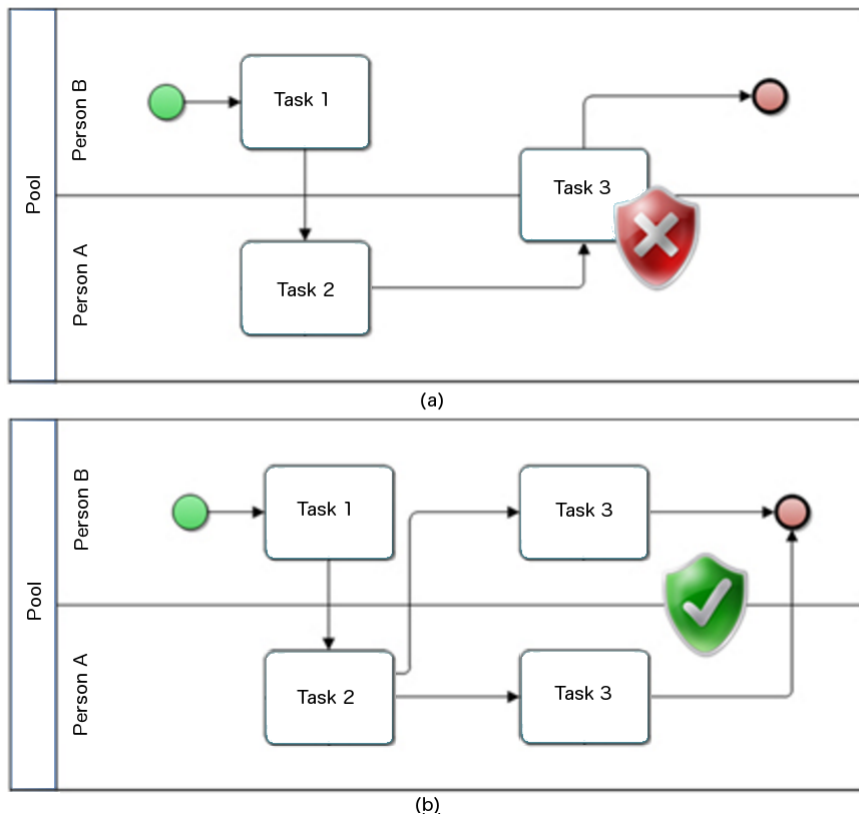 Pool
Person B
Person A
Task 1
Task 2
Task 3
(a)
Pool
Person B
Person A
Task 1
Task 3
Task 2
Task 3
(b)